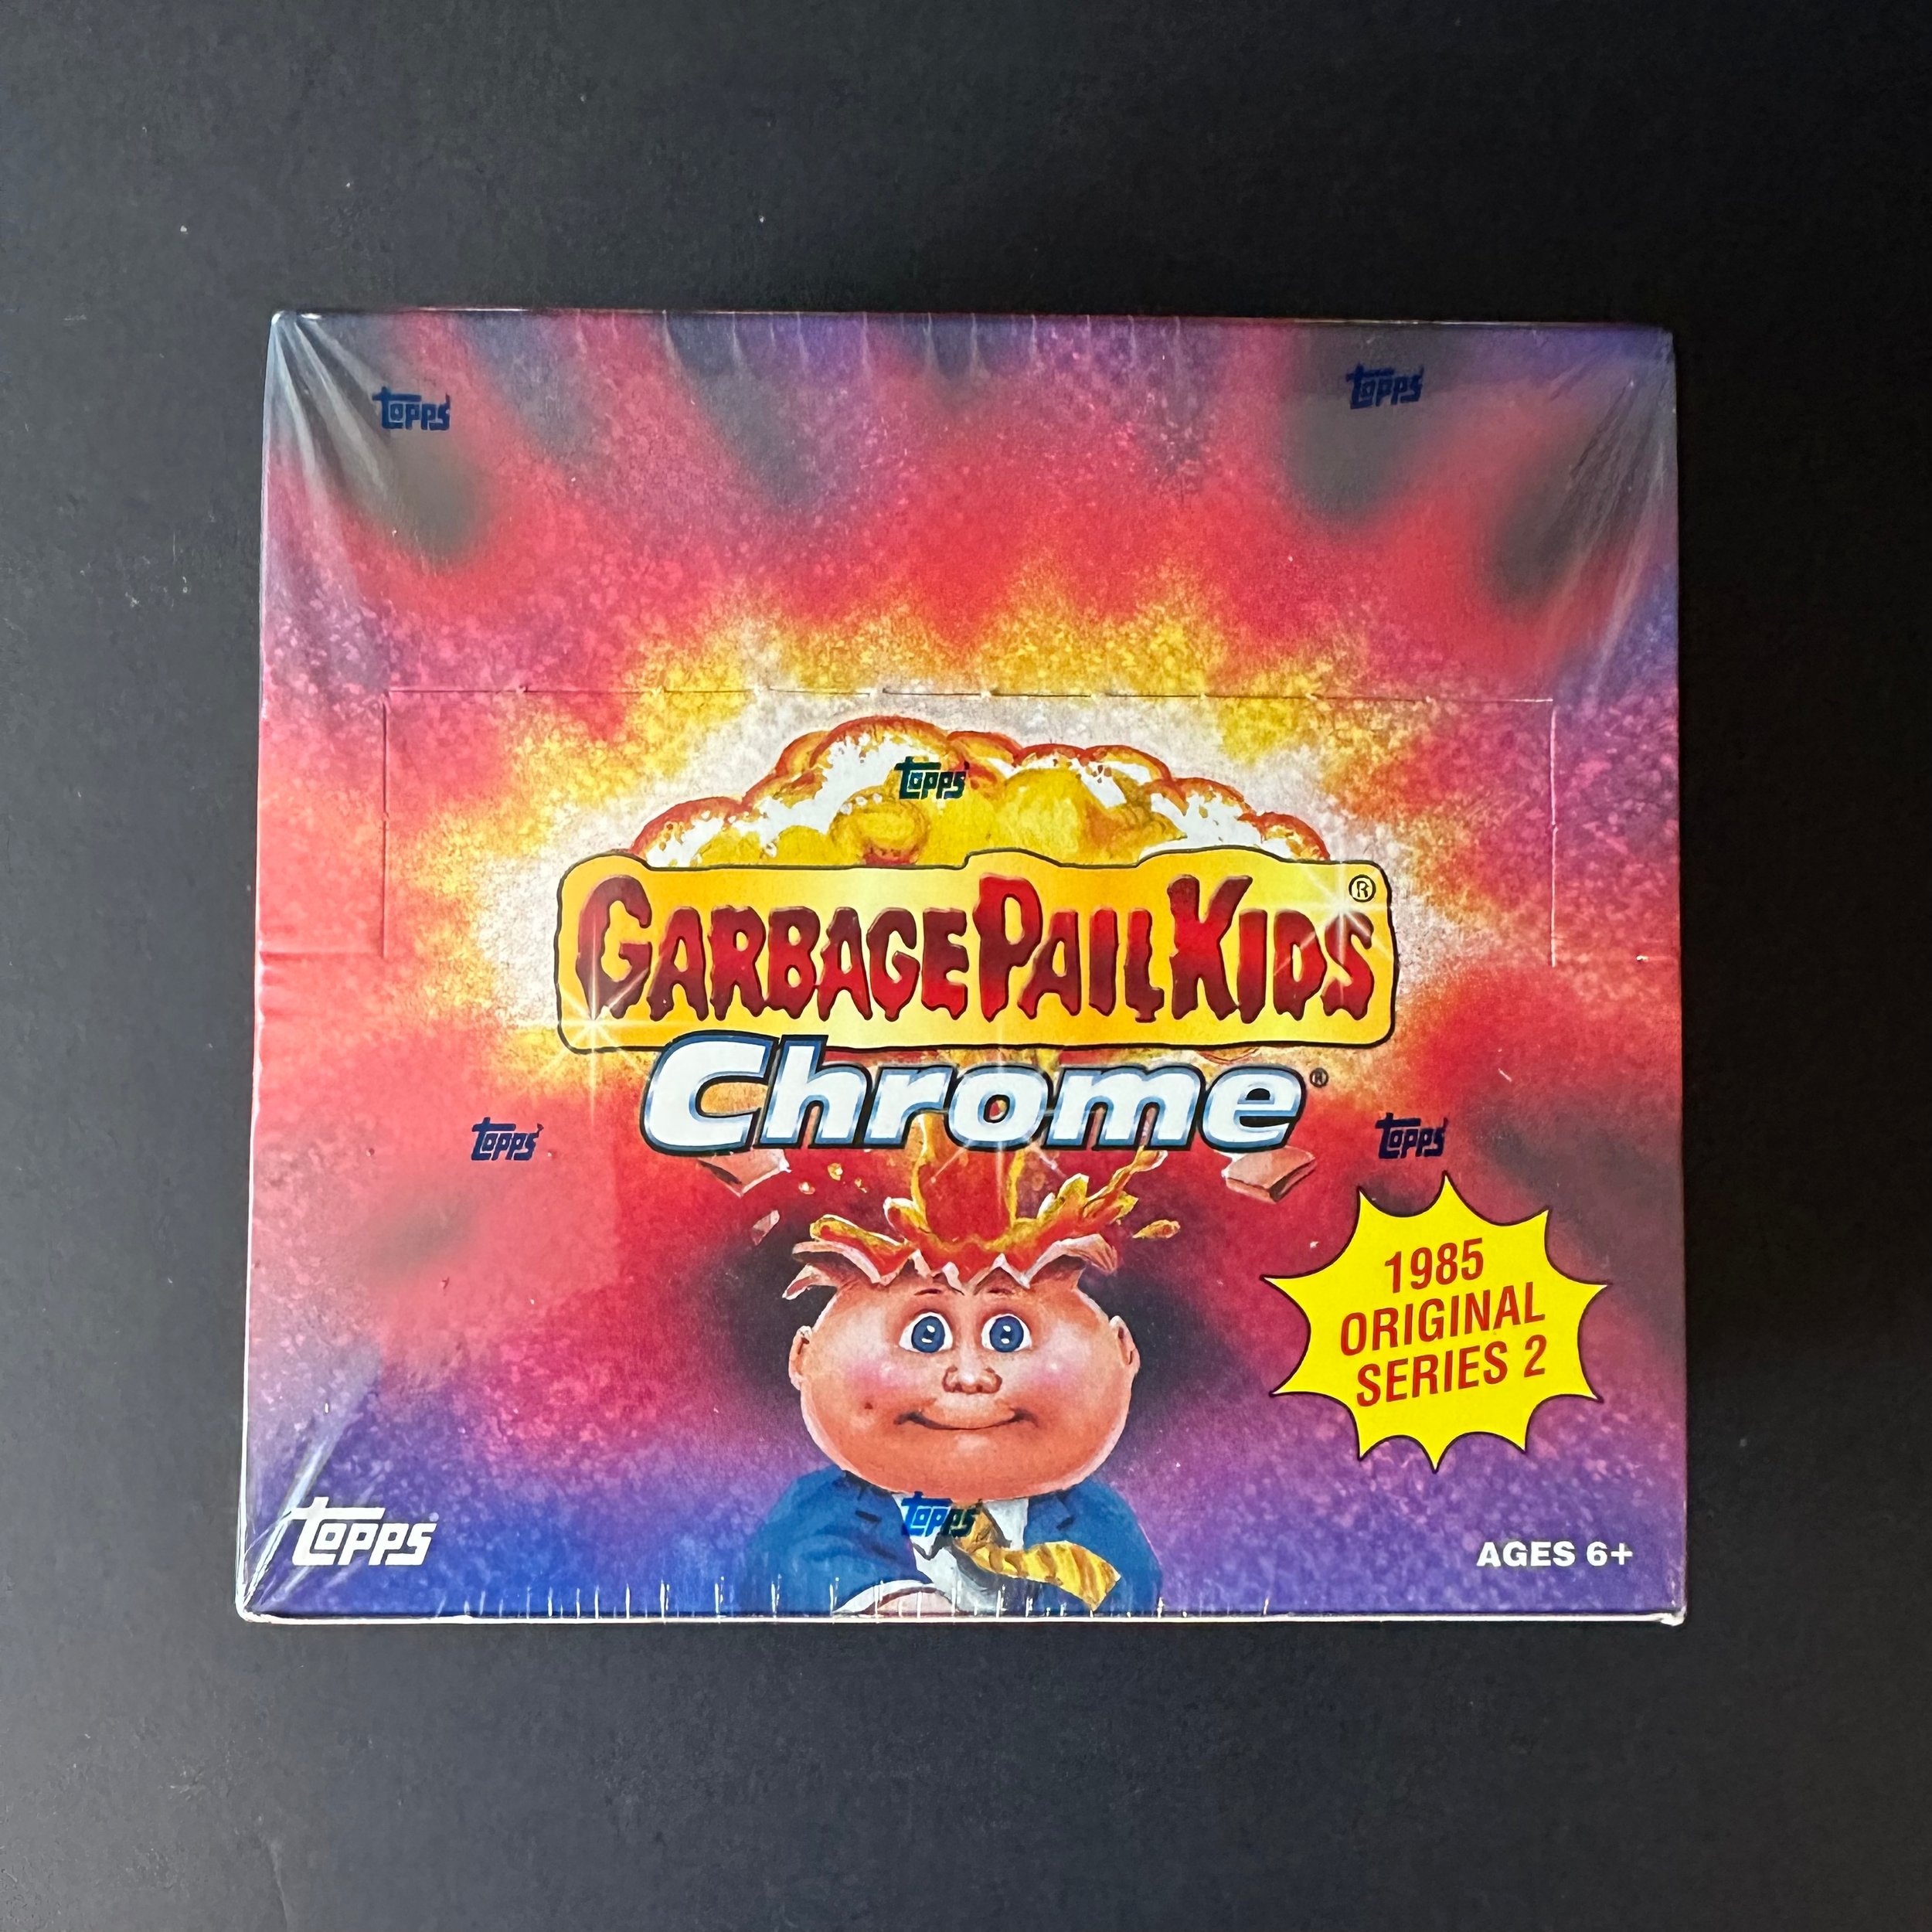 topps
topps
topps
GARBAGE PAIL KIDS®
Chrome®
topps
topps
1985
ORIGINAL
SERIES 2
topps
topps
AGES 6+